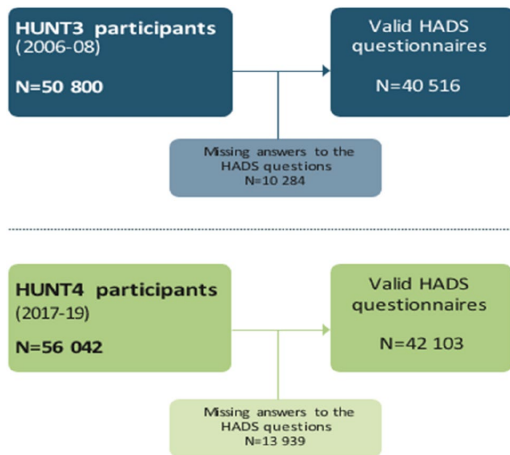 HUNT3 participants
(2006-08)
N=50 800
Valid HADS
questionnaires
N=40 516
Missing answers to the
HADS questions
N=10 284
HUNT4 participants
(2017-19)
N=56 042
Valid HADS
questionnaires
N=42 103
Missing answers to the
HADS questions
N=13 939